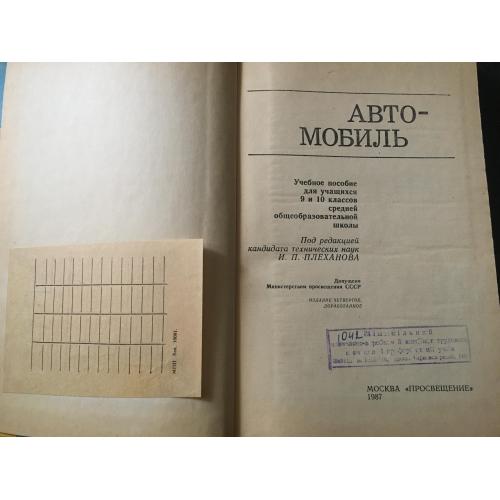 АВТО-
МОБИЛЬ
Учебное пособие
для учащихся
9 и 10 классов
средней
общеобразовательной
школы
Под редакцией
кандидата технических наук
И. П. ПЛЕХАНОВА
Допущено
Министерством просвещения СССР
ИЗДАНИЕ ЧЕТВЕРТОЕ,
ДОРАБОТАННОЕ
1042
МОСКВА «ПРОСВЕЩЕНИЕ»
1987